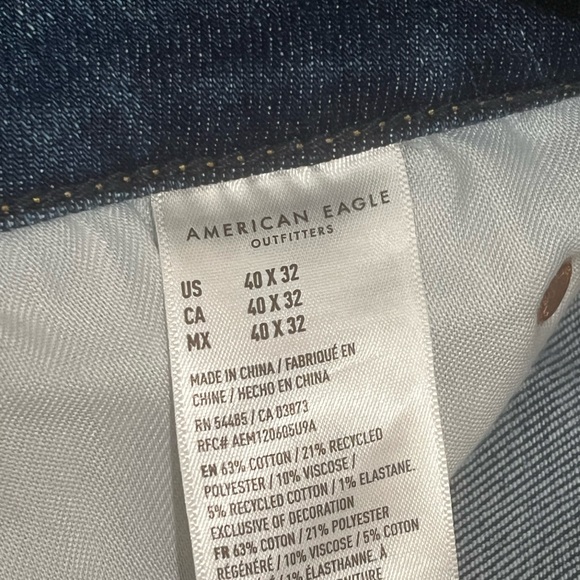 AMERICAN EAGLE
OUTFITTERS
US 40 X 32
CA 40 X 32
MX 40 X 32
MADE IN CHINA / FABRIQUÉ EN
CHINE / HECHO EN CHINA
RN 54485 / CA 03873
RFC# AEM120605U9A
EN 63% COTTON / 21% RECYCLED
POLYESTER / 10% VISCOSE /
5% RECYCLED COTTON / 1% ELASTANE.
EXCLUSIVE OF DECORATION
FR 63% COTON / 21% POLYESTER
RÉGÉNÉRÉ / 10% VISCOSE / 5% COTON
/ 1% ÉLASTHANNE. À